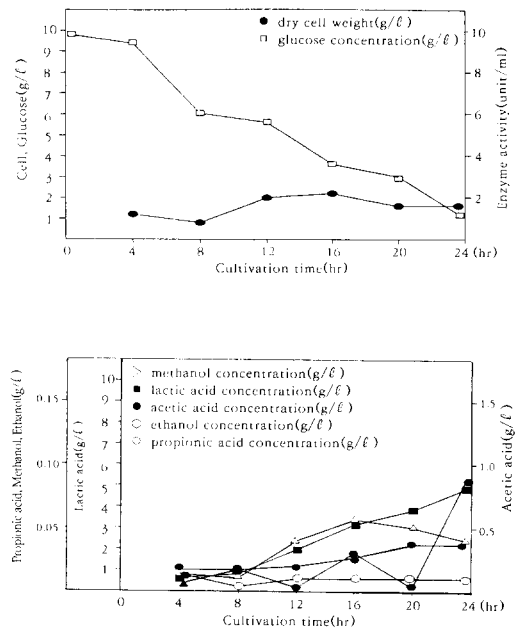 dry cell weight(g/ℓ)
glucose concentration(g/ℓ)
Cell, Glucose(g/ℓ)
10
9
8
7
6
5
4
3
2
1
Enzyme activity(unit/ml)
10
8
6
4
2
0 4 8 12 16 20 24 (hr)
Cultivation time(hr)
methanol concentration(g/ℓ)
lactic acid concentration(g/ℓ)
acetic acid concentration(g/ℓ)
ethanol concentration(g/ℓ)
propionic acid concentration(g/ℓ)
Propionic acid, Methanol, Ethanol(g/ℓ)
0.15
0.10
0.05
Lactic acid(g/ℓ)
10
9
8
7
6
5
4
3
2
1
Acetic acid(g/ℓ)
1.5
1.0
0.5
0 4 8 12 16 20 24 (hr)
Cultivation time(hr)